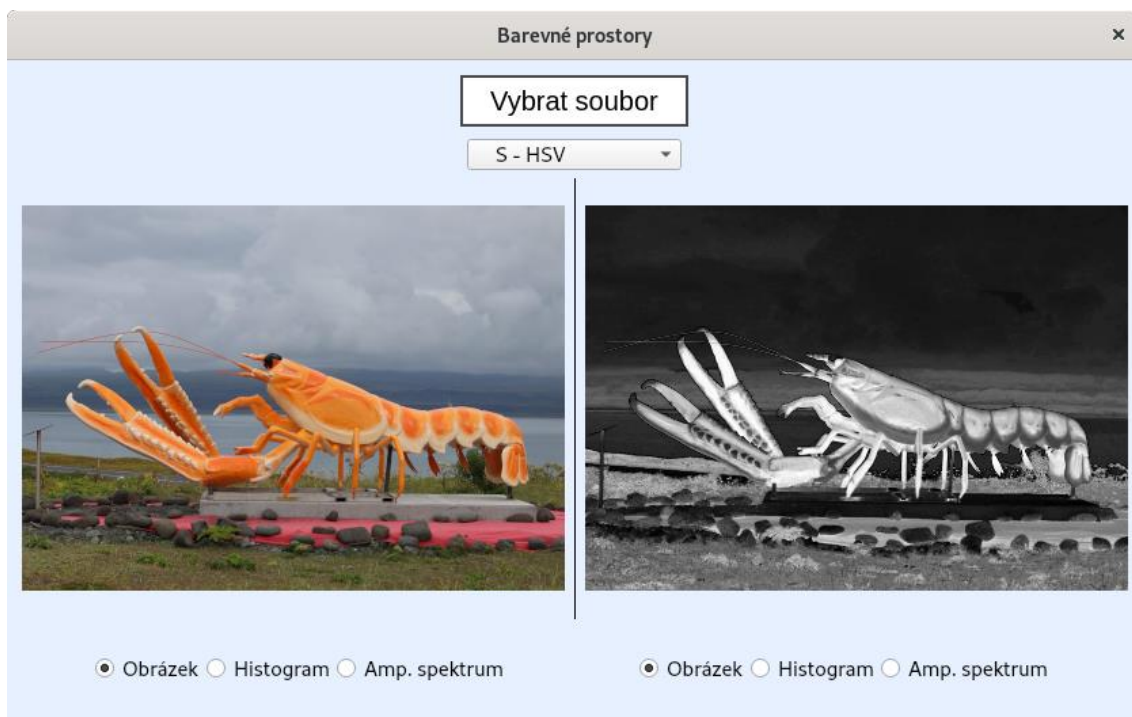 Barevné prostory
Vybrat soubor
S - HSV
Obrázek Histogram Amp. spektrum
Obrázek Histogram Amp. spektrum